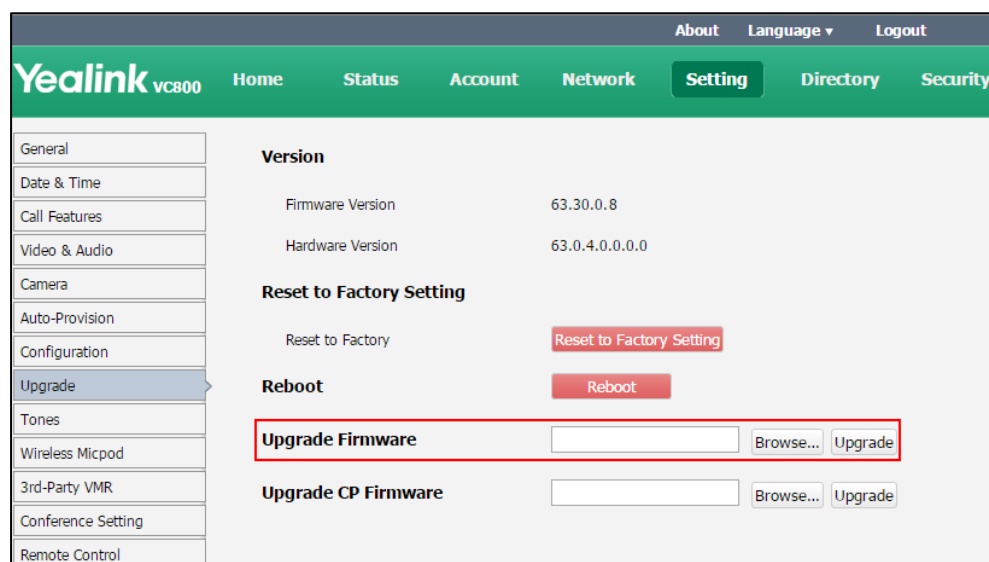 About Language ▾ Logout
Yealink VC800 Home Status Account Network Setting Directory Security
General
Date & Time
Call Features
Video & Audio
Camera
Auto-Provision
Configuration
Upgrade
Tones
Wireless Micpod
3rd-Party VMR
Conference Setting
Remote Control
Version
Firmware Version 63.30.0.8
Hardware Version 63.0.4.0.0.0.0
Reset to Factory Setting
Reset to Factory Reset to Factory Setting
Reboot Reboot
Upgrade Firmware Browse... Upgrade
Upgrade CP Firmware Browse... Upgrade